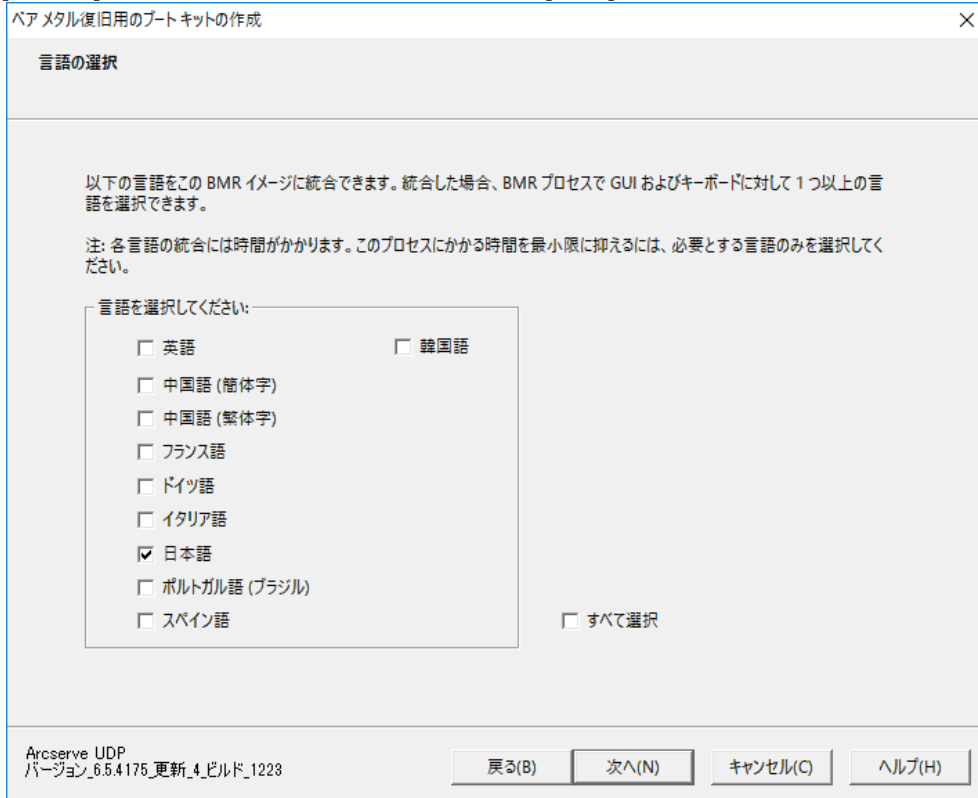 ベア メタル復旧用のブート キットの作成
言語の選択
以下の言語をこの BMR イメージに統合できます。統合した場合、BMR プロセスで GUI およびキーボードに対して 1 つ以上の言
語を選択できます。
注: 各言語の統合には時間がかかります。このプロセスにかかる時間を最小限に抑えるには、必要とする言語のみを選択してく
ださい。
言語を選択してください:
英語
韓国語
中国語 (簡体字)
中国語 (繁体字)
フランス語
ドイツ語
イタリア語
日本語
ポルトガル語 (ブラジル)
スペイン語
すべて選択
Arcserve UDP
バージョン_6.5.4175_更新_4_ビルド_1223
戻る(B)
次へ(N)
キャンセル(C)
ヘルプ(H)